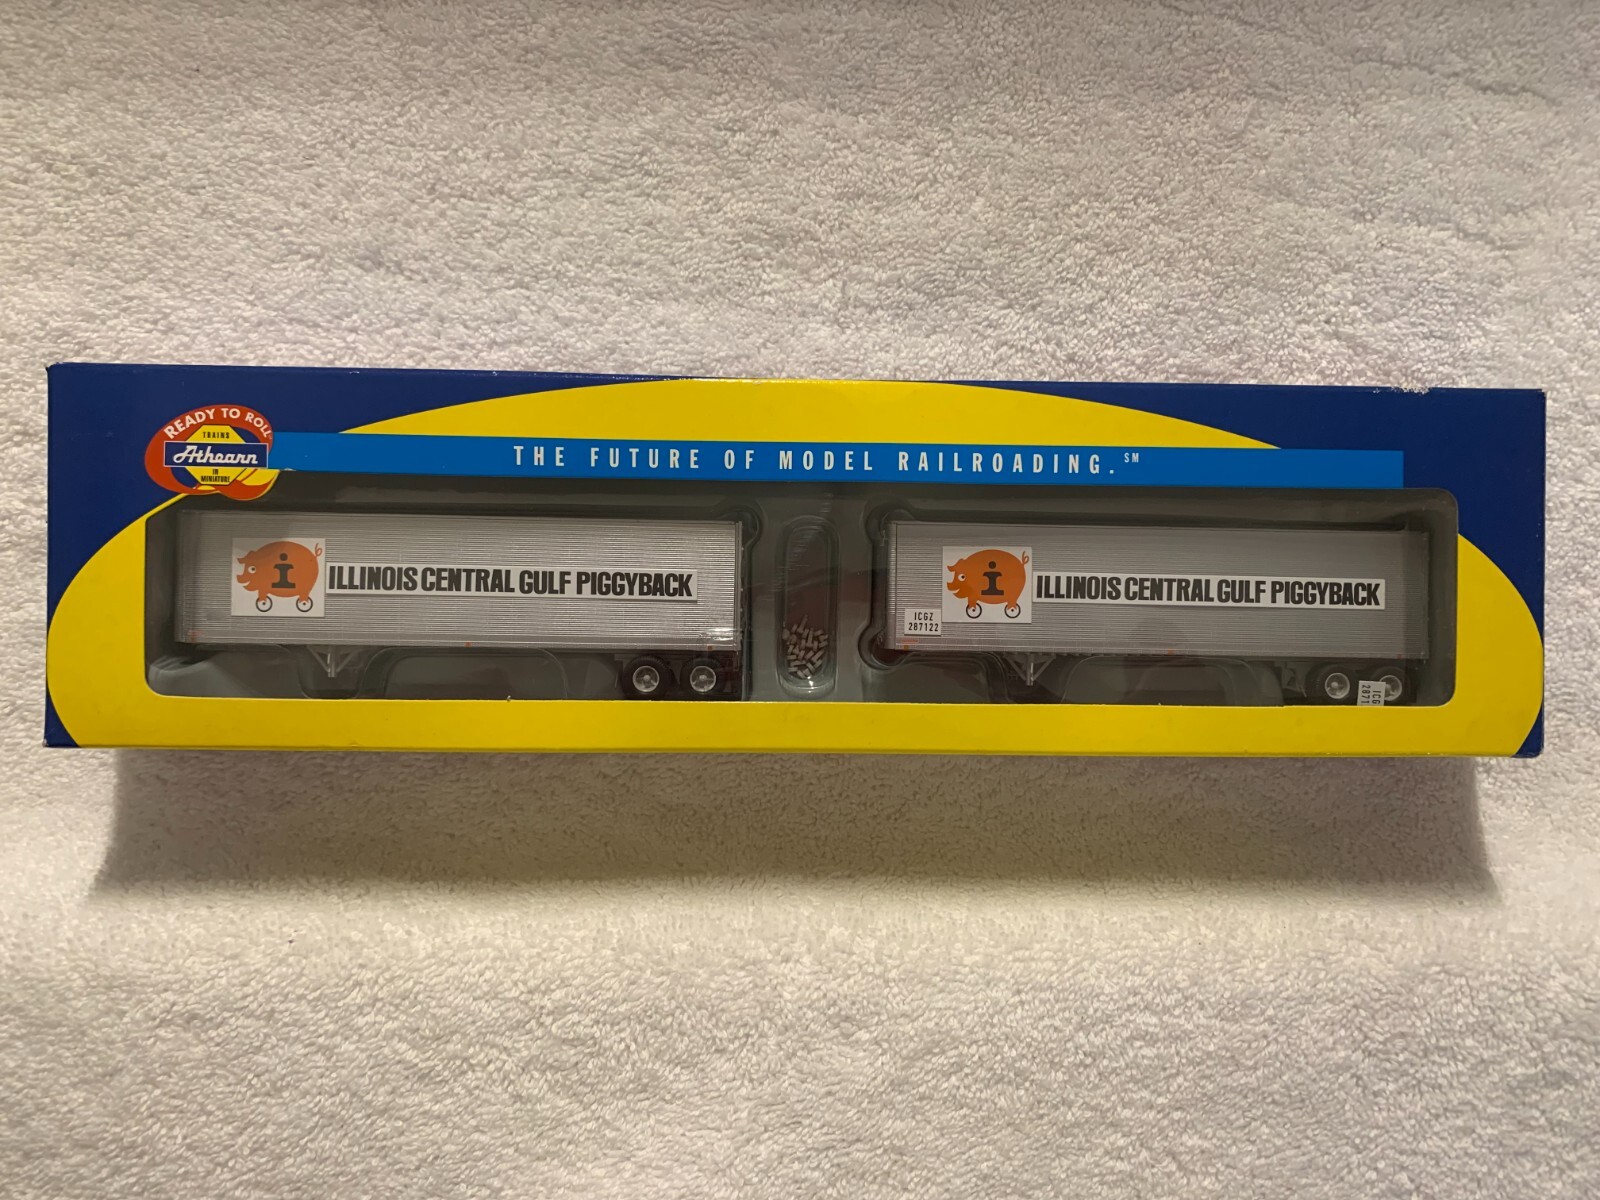 READY TO ROLL
TRAINS
Athearn
IN
MINIATURE
THE FUTURE OF MODEL RAILROADING.℠
i ILLINOIS CENTRAL GULF PIGGYBACK
i ILLINOIS CENTRAL GULF PIGGYBACK
ICGZ
287122